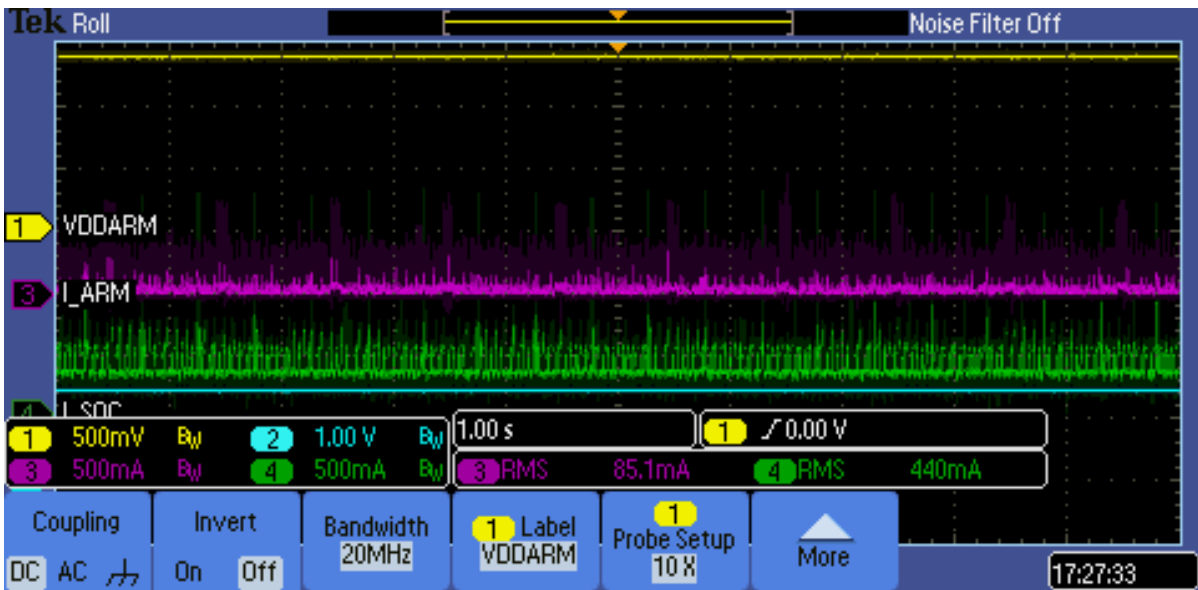 Tek Roll Noise Filter Off
1 VDDARM
3 I_ARM
4 I_SOC
1 500mV BW 2 1.00 V BW 1.00 s 1 0.00 V
3 500mA BW 4 500mA BW 3 RMS 85.1mA 4 RMS 440mA
Coupling Invert Bandwidth 1 Label 1
20MHz VDDARM Probe Setup More
DC AC On Off 10 X
17:27:33